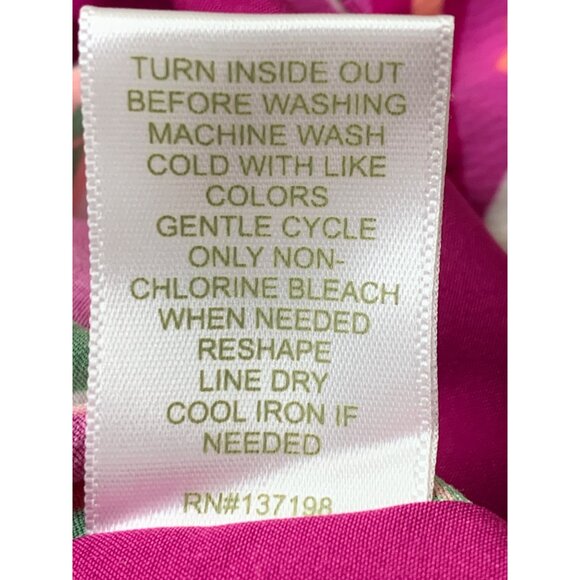 TURN INSIDE OUT
BEFORE WASHING
MACHINE WASH
COLD WITH LIKE
COLORS
GENTLE CYCLE
ONLY NON-
CHLORINE BLEACH
WHEN NEEDED
RESHAPE
LINE DRY
COOL IRON IF
NEEDED
RN#137198